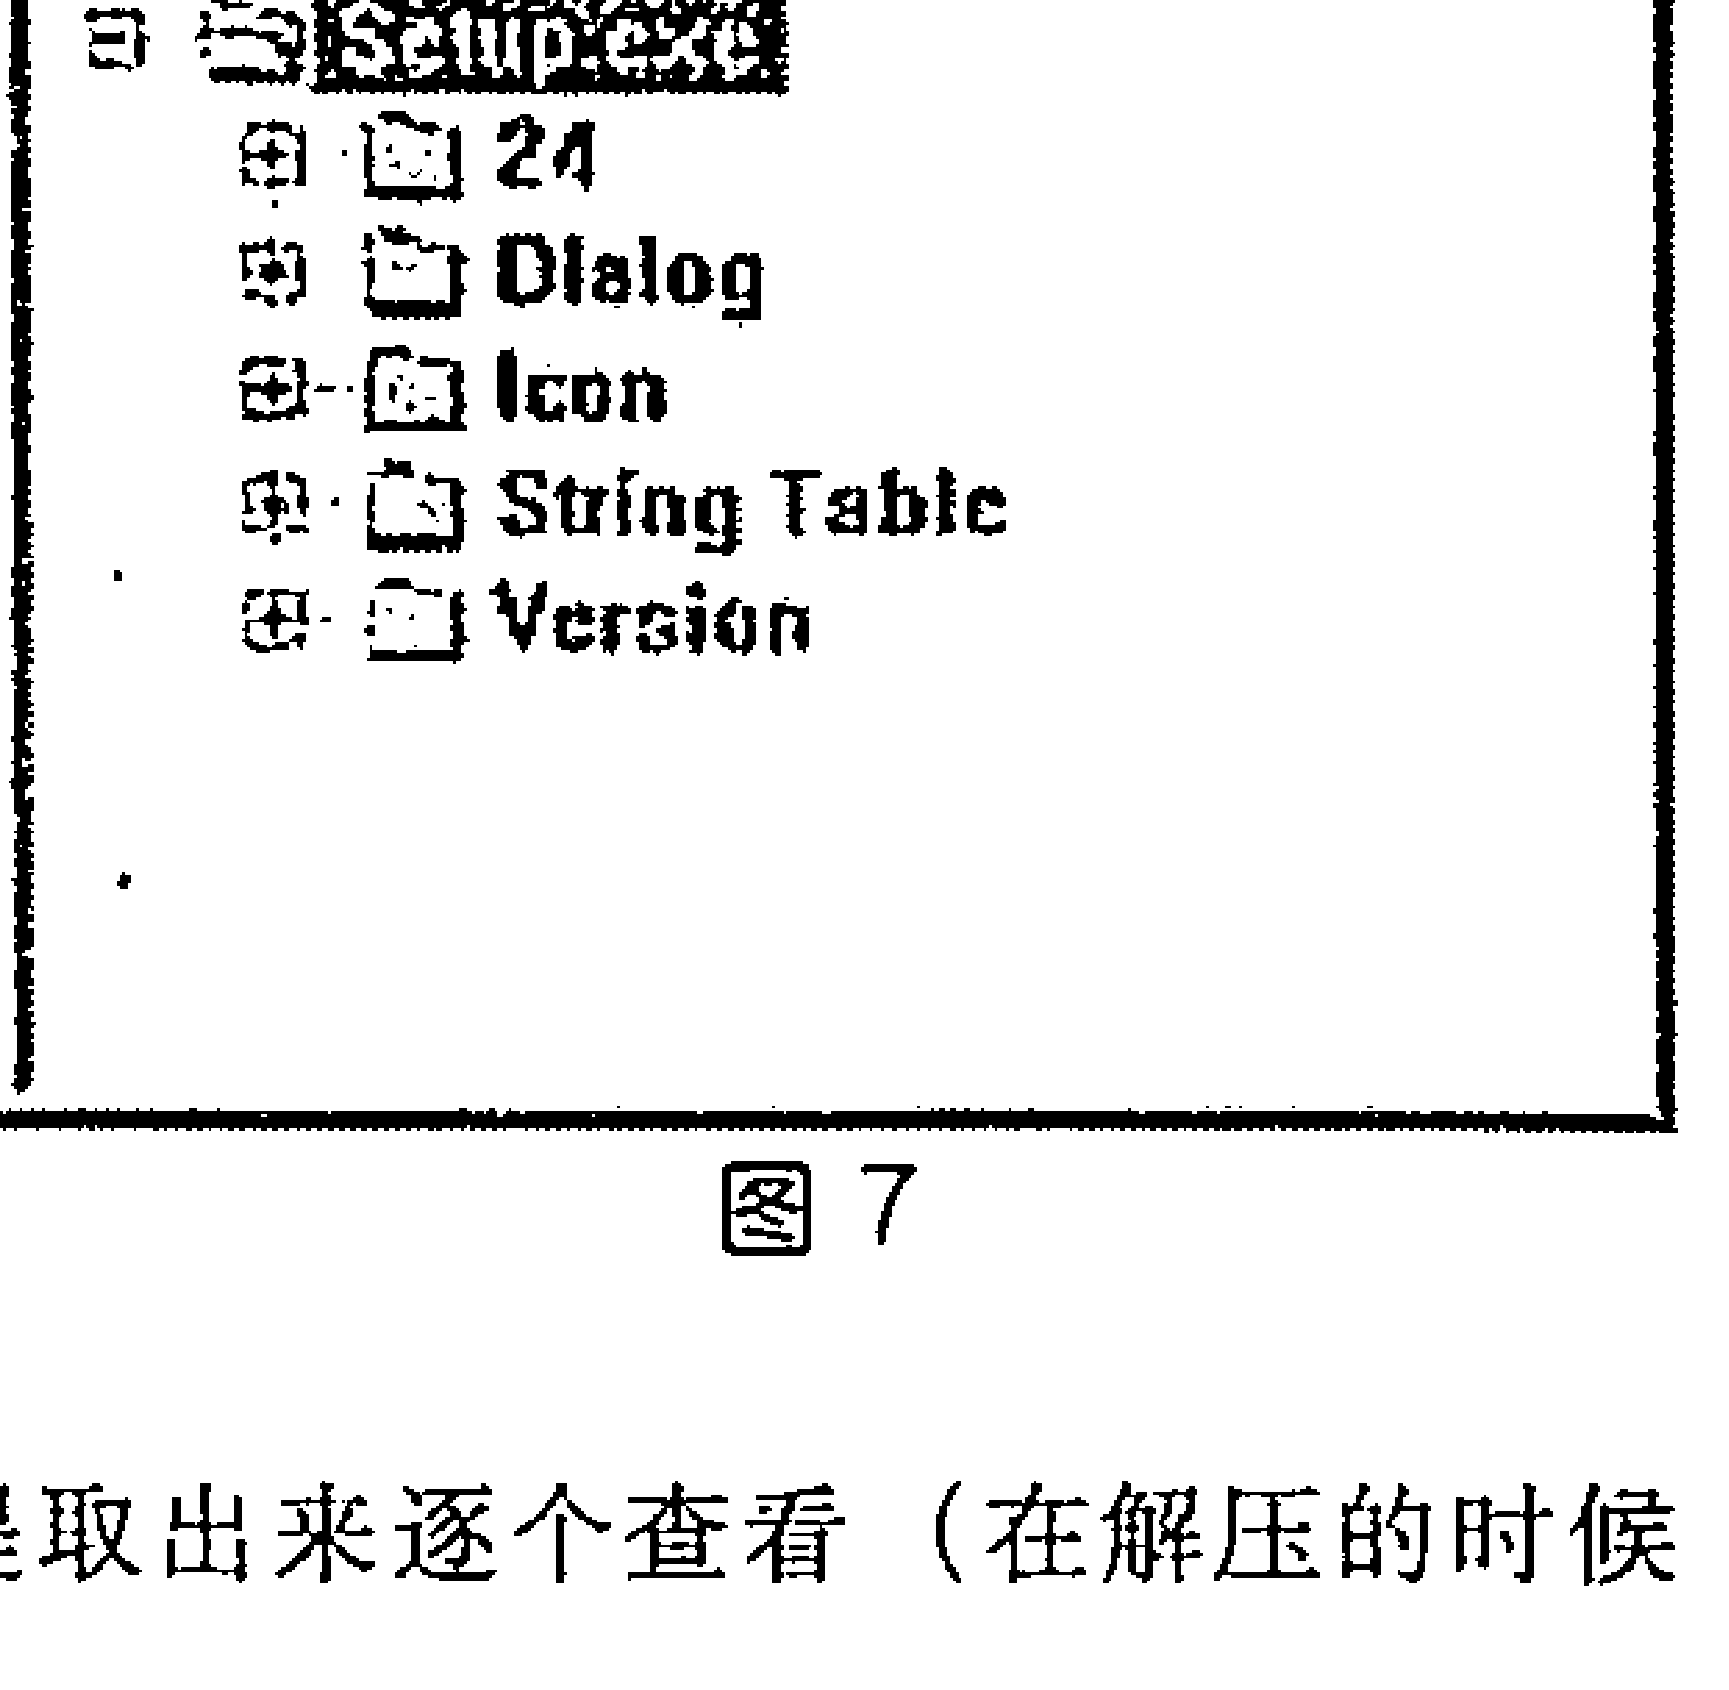 Setup.exe
24
Dialog
Icon
String Table
Version
图 7
取出来逐个查看（在解压的时候